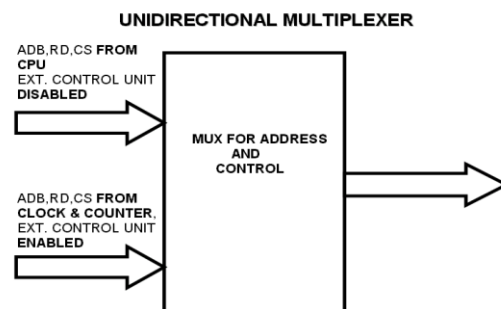 UNIDIRECTIONAL MULTIPLEXER
ADB,RD,CS FROM
CPU
EXT. CONTROL UNIT
DISABLED
MUX FOR ADDRESS
AND
CONTROL
ADB,RD,CS FROM
CLOCK & COUNTER,
EXT. CONTROL UNIT
ENABLED